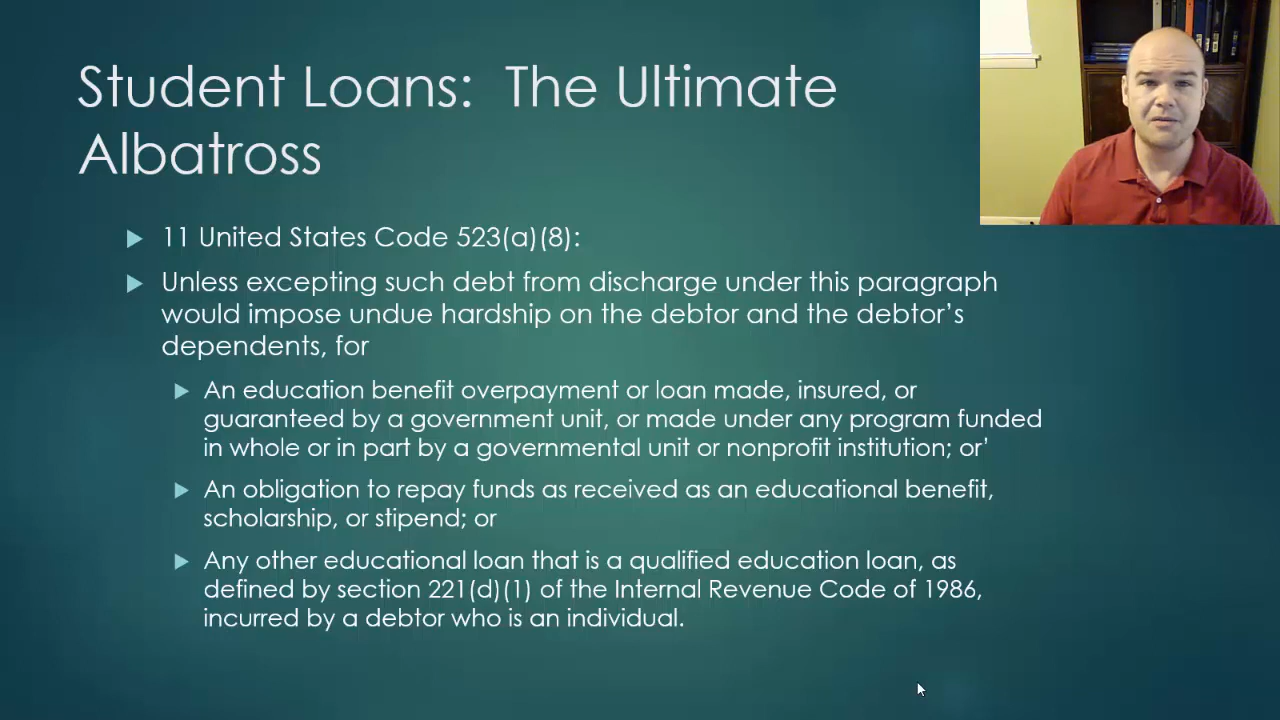 Student Loans: The Ultimate
Albatross
11 United States Code 523(a)(8):
Unless excepting such debt from discharge under this paragraph
would impose undue hardship on the debtor and the debtor’s
dependents, for
An education benefit overpayment or loan made, insured, or
guaranteed by a government unit, or made under any program funded
in whole or in part by a governmental unit or nonprofit institution; or’
An obligation to repay funds as received as an educational benefit,
scholarship, or stipend; or
Any other educational loan that is a qualified education loan, as
defined by section 221(d)(1) of the Internal Revenue Code of 1986,
incurred by a debtor who is an individual.